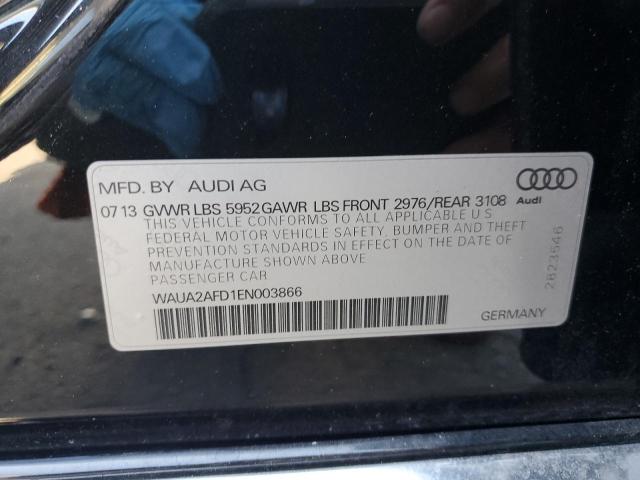 MFD. BY AUDI AG
07 13 GVWR LBS 5952 GAWR LBS FRONT 2976/REAR 3108
Audi
THIS VEHICLE CONFORMS TO ALL APPLICABLE U S
FEDERAL MOTOR VEHICLE SAFETY, BUMPER AND THEFT
PREVENTION STANDARDS IN EFFECT ON THE DATE OF
MANUFACTURE SHOWN ABOVE
PASSENGER CAR
WAUA2AFD1EN003866
2823546
GERMANY